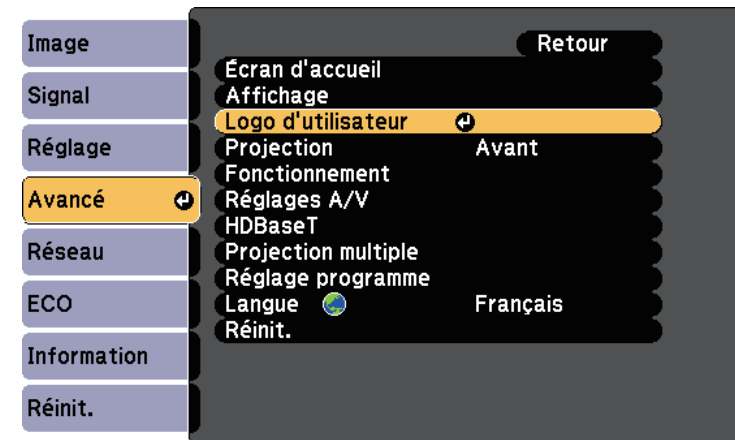 Image
Signal
Réglage
Avancé
Réseau
ECO
Information
Réinit.
Retour
Écran d'accueil
Affichage
Logo d'utilisateur
Projection Avant
Fonctionnement
Réglages A/V
HDBaseT
Projection multiple
Réglage programme
Langue Français
Réinit.